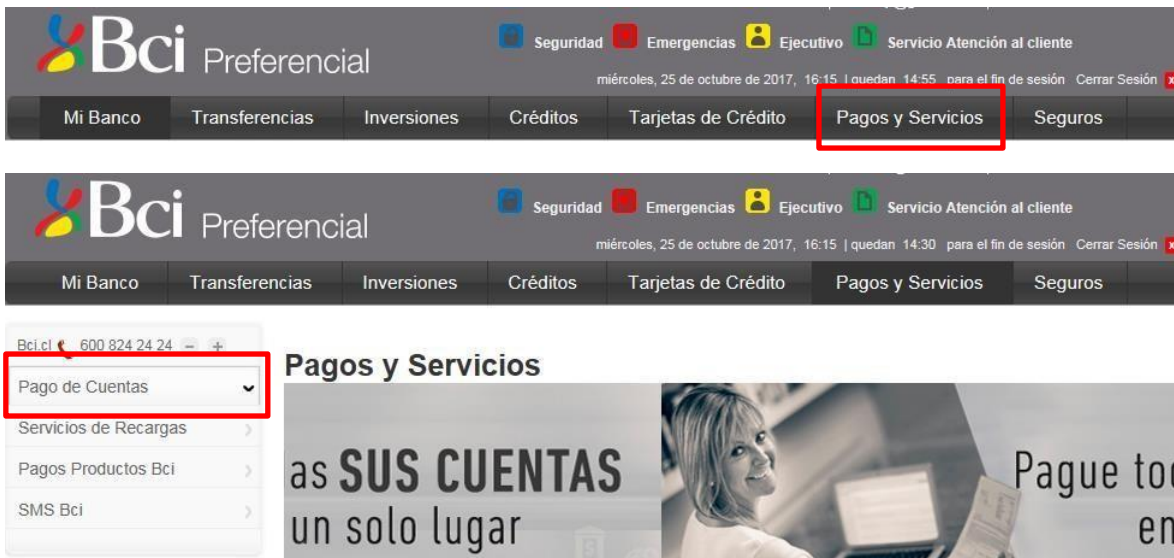 Bci Preferencial
Seguridad Emergencias Ejecutivo Servicio Atención al cliente
miércoles, 25 de octubre de 2017, 16:15 | quedan 14:55 para el fin de sesión Cerrar Sesión x
Mi Banco Transferencias Inversiones Créditos Tarjetas de Crédito Pagos y Servicios Seguros
Bci Preferencial
Seguridad Emergencias Ejecutivo Servicio Atención al cliente
miércoles, 25 de octubre de 2017, 16:15 | quedan 14:30 para el fin de sesión Cerrar Sesión x
Mi Banco Transferencias Inversiones Créditos Tarjetas de Crédito Pagos y Servicios Seguros
Bci.cl 600 824 24 24 - +
Pago de Cuentas
Servicios de Recargas
Pagos Productos Bci
SMS Bci
Pagos y Servicios
as SUS CUENTAS
un solo lugar
Pague to
en